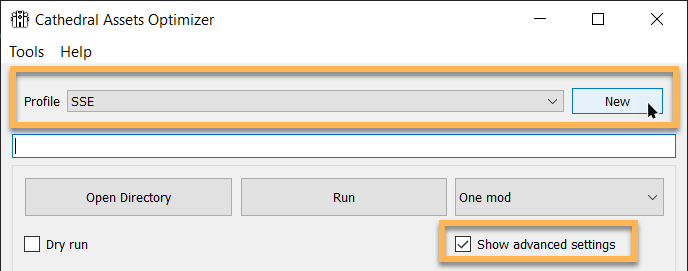 Cathedral Assets Optimizer
Tools Help
Profile SSE New
Open Directory Run One mod
Dry run Show advanced settings